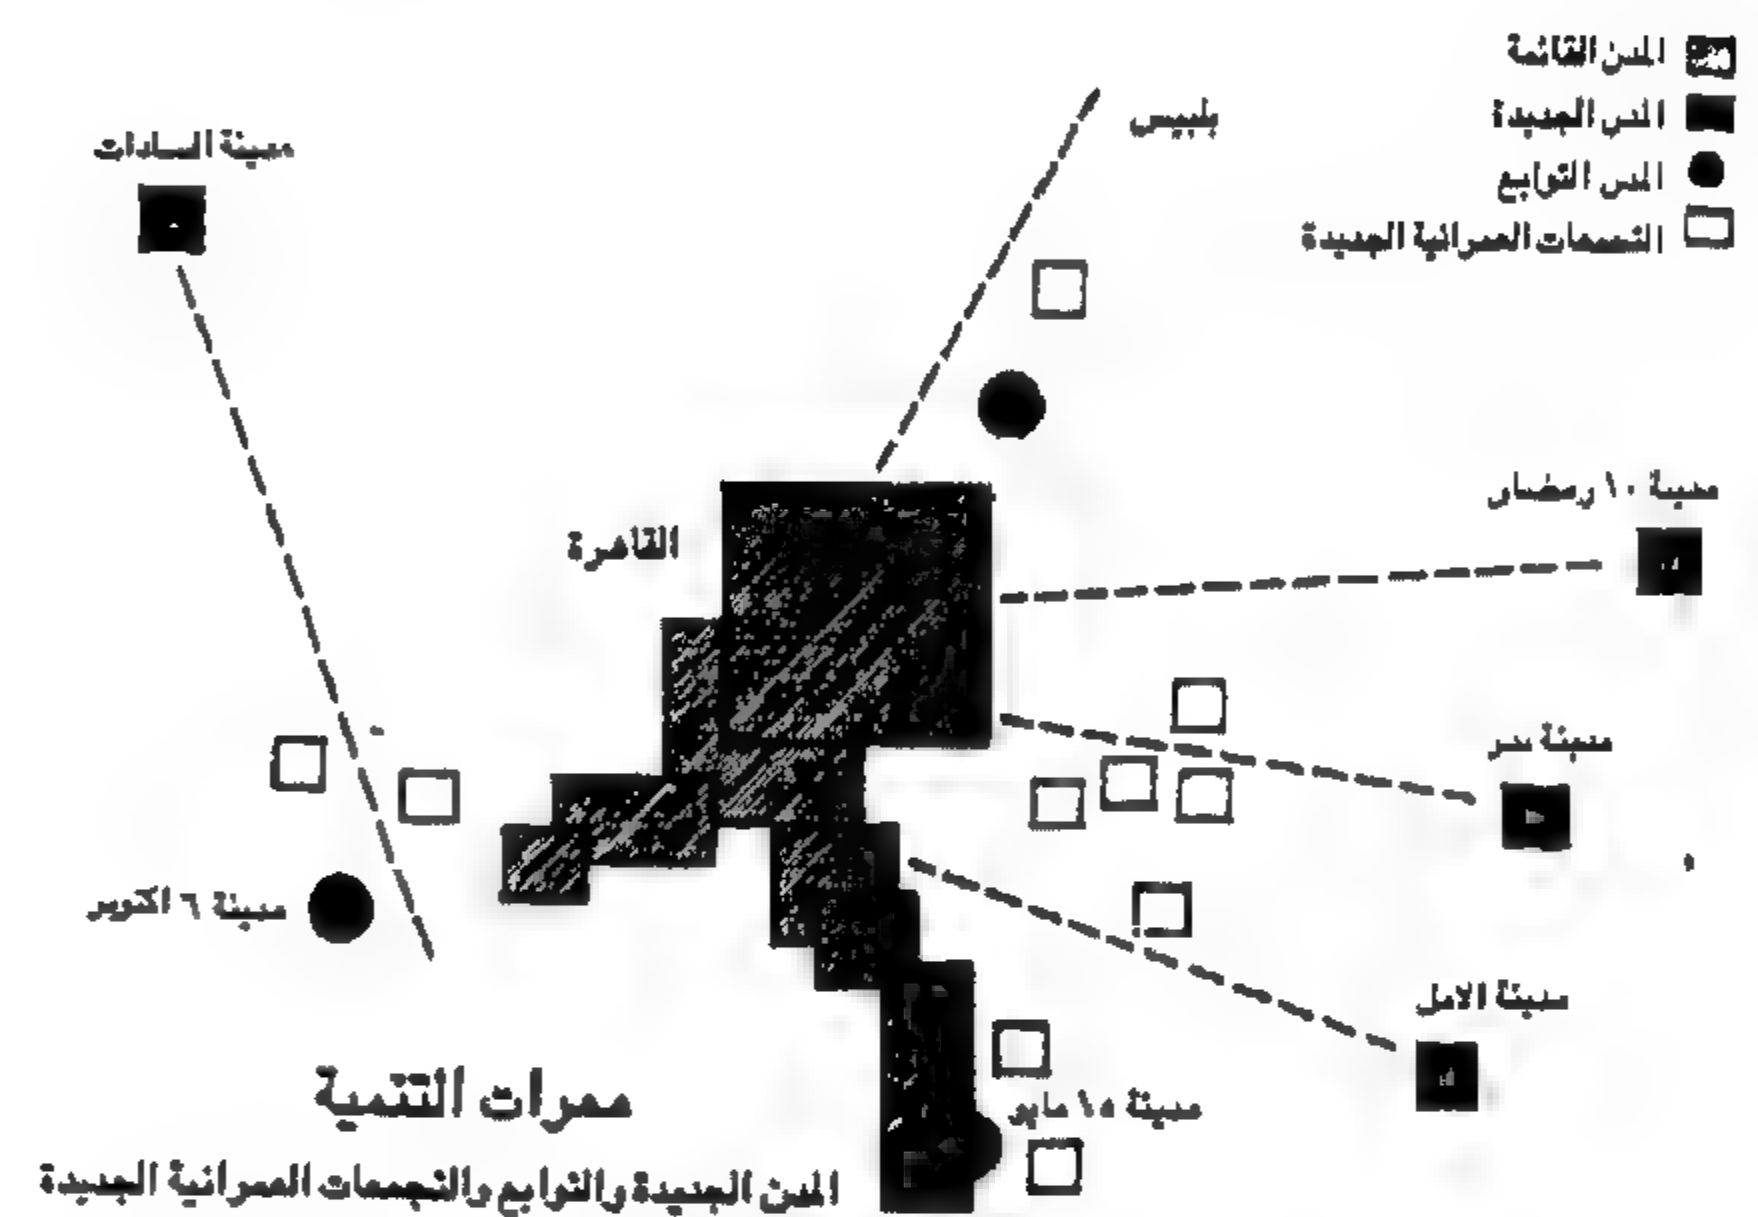 المدن القائمة
المدن الجديدة
المدن التوابع
التجمعات العمرانية الجديدة
بلبيس
مدينة السادات
مدينة ١٠ رمضان
القاهرة
مدينة بدر
مدينة ٦ اكتوبر
مدينة الامل
مدينة ١٥ مايو
ممرات التنمية
المدن الجديدة والتوابع والتجمعات العمرانية الجديدة